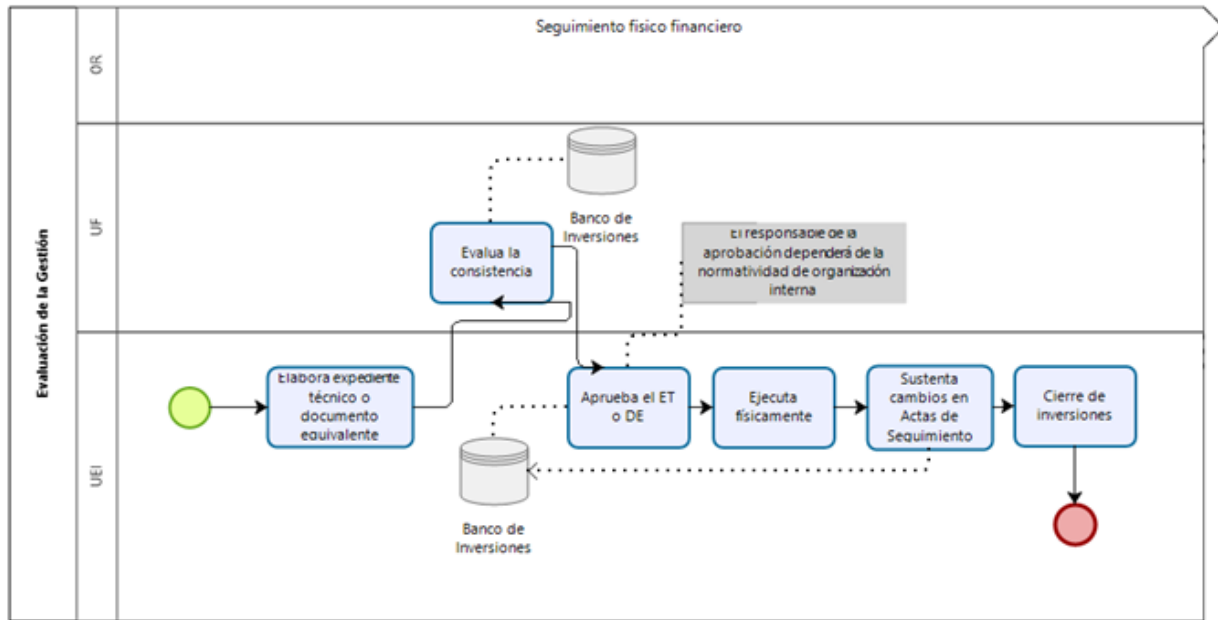 Seguimiento fisico financiero
Evaluación de la Gestión
OR
UF
UEI
Banco de
Inversiones
Evalua la
consistencia
El responsable de la
aprobación dependerá de la
normatividad de organización
interna
Elabora expediente
técnico o
documento
equivalente
Aprueba el ET
o DE
Ejecuta
físicamente
Sustenta
cambios en
Actas de
Seguimiento
Cierre de
inversiones
Banco de
Inversiones